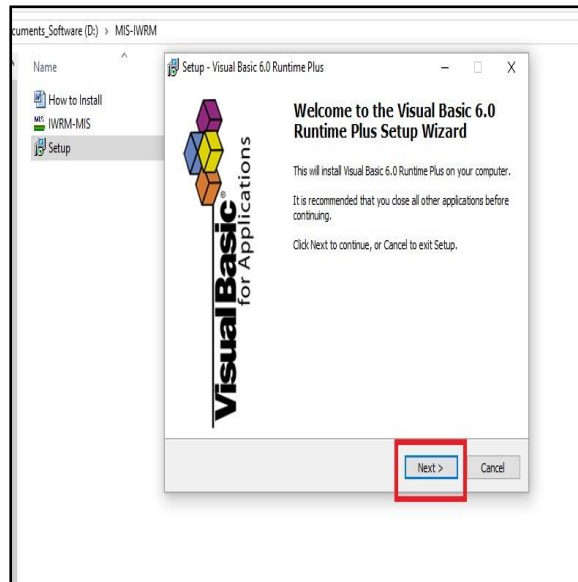 cuments_Software (D:) > MIS-IWRM
Name
How to Install
MIS IWRM-MIS
Setup
Setup - Visual Basic 6.0 Runtime Plus
Visual Basic
for Applications
Welcome to the Visual Basic 6.0
Runtime Plus Setup Wizard
This will install Visual Basic 6.0 Runtime Plus on your computer.
It is recommended that you close all other applications before
continuing.
Click Next to continue, or Cancel to exit Setup.
Next >
Cancel